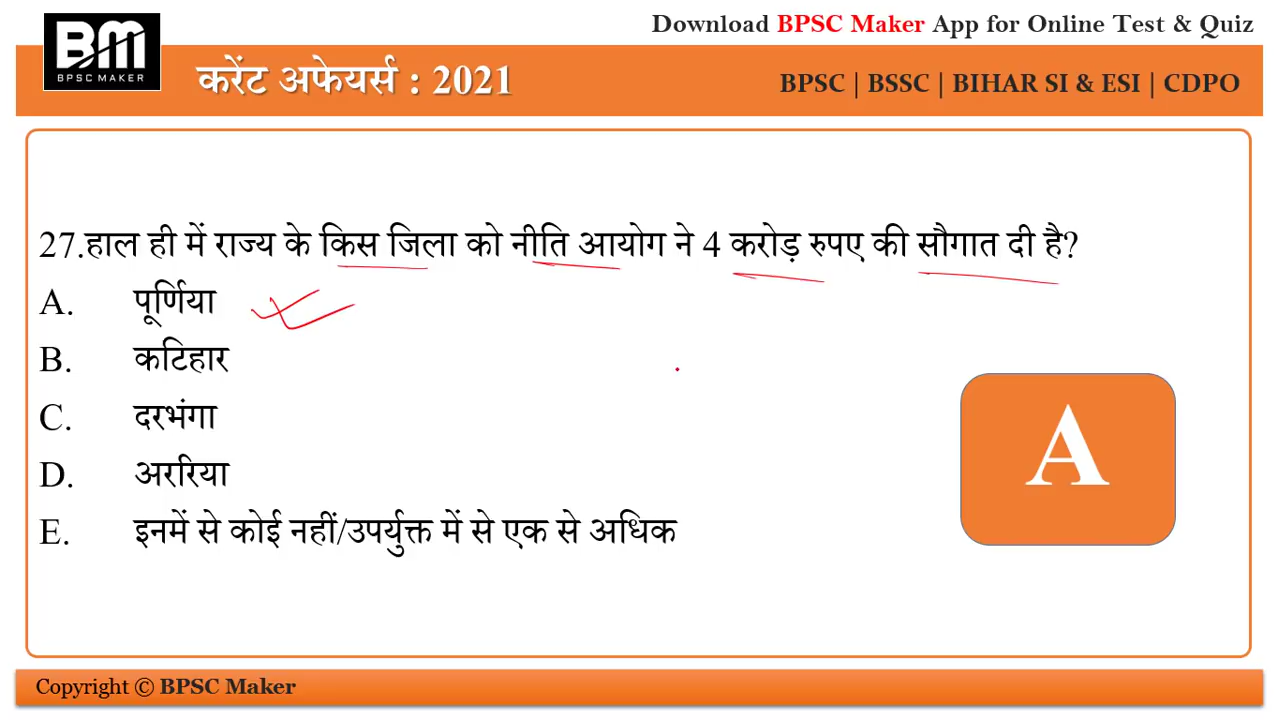 Download BPSC Maker App for Online Test & Quiz
BM
BPSC MAKER
करेंट अफेयर्स : 2021
BPSC | BSSC | BIHAR SI & ESI | CDPO
27.हाल ही में राज्य के किस जिला को नीति आयोग ने 4 करोड़ रुपए की सौगात दी है?
A. पूर्णिया
B. कटिहार
C. दरभंगा
D. अररिया
E. इनमें से कोई नहीं/उपर्युक्त में से एक से अधिक
A
Copyright © BPSC Maker